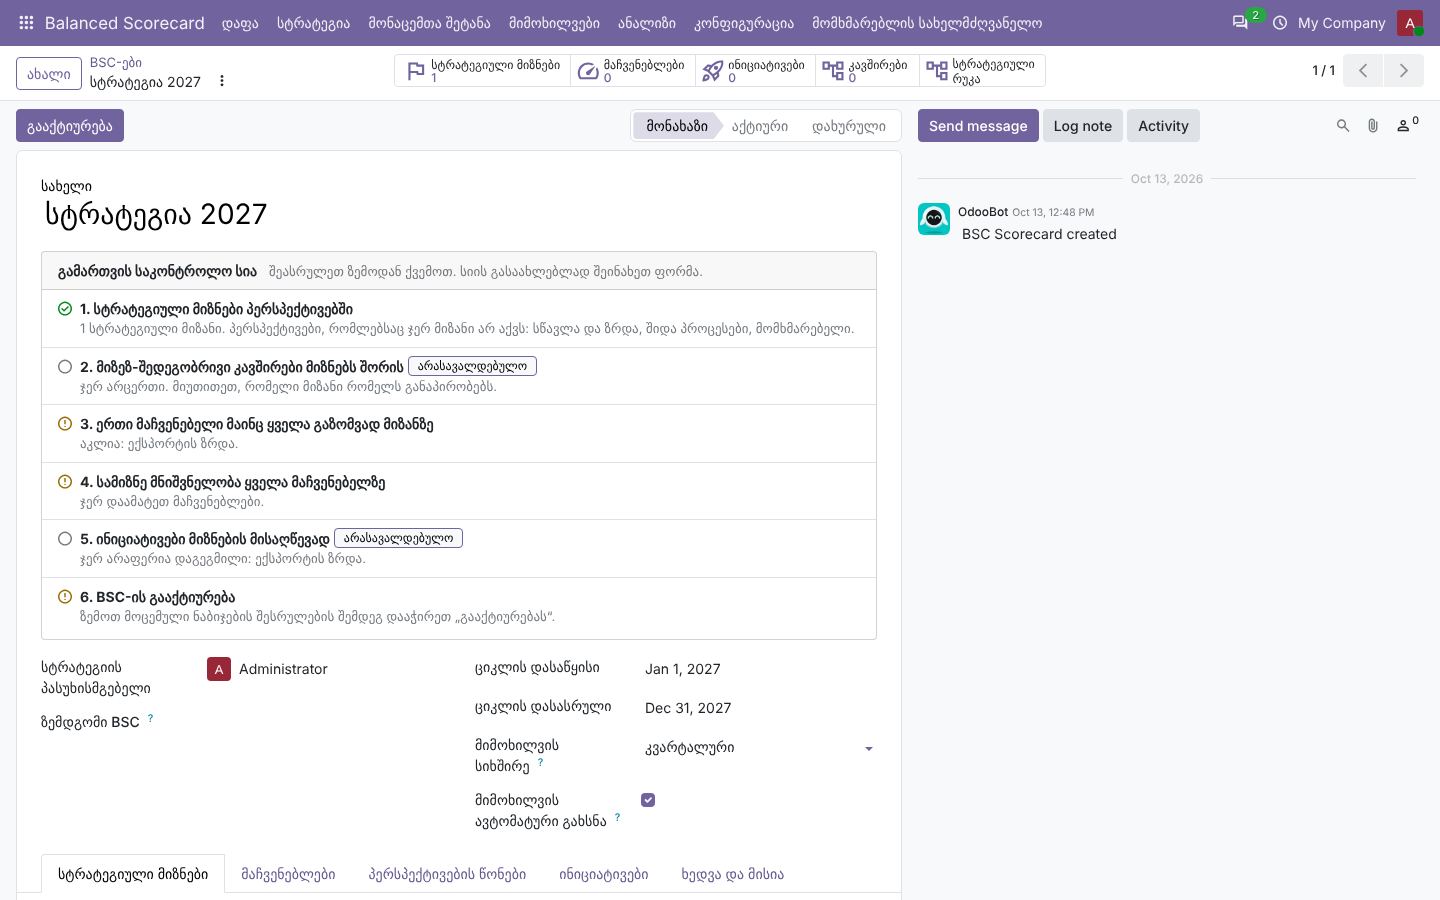 Balanced Scorecard დაფა სტრატეგია მონაცემთა შეტანა მიმოხილვები ანალიზი კონფიგურაცია მომხმარებლის სახელმძღვანელო 2 My Company A
ახალი
BSC-ები
სტრატეგია 2027
სტრატეგიული მიზნები
1
მაჩვენებლები
0
ინიციატივები
0
კავშირები
0
სტრატეგიული
რუკა
1 / 1
გააქტიურება
მონახაზი აქტიური დახურული
Send message Log note Activity 0
სახელი
სტრატეგია 2027
გამართვის საკონტროლო სია შეასრულეთ ზემოდან ქვემოთ. სიის გასაახლებლად შეინახეთ ფორმა.
1. სტრატეგიული მიზნები პერსპექტივებში
1 სტრატეგიული მიზანი. პერსპექტივები, რომლებსაც ჯერ მიზანი არ აქვს: სწავლა და ზრდა, შიდა პროცესები, მომხმარებელი.
2. მიზეზ-შედეგობრივი კავშირები მიზნებს შორის არასავალდებულო
ჯერ არცერთი. მიუთითეთ, რომელი მიზანი რომელს განაპირობებს.
3. ერთი მაჩვენებელი მაინც ყველა გაზომვად მიზანზე
აკლია: ექსპორტის ზრდა.
4. სამიზნე მნიშვნელობა ყველა მაჩვენებელზე
ჯერ დაამატეთ მაჩვენებლები.
5. ინიციატივები მიზნების მისაღწევად არასავალდებულო
ჯერ არაფერია დაგეგმილი: ექსპორტის ზრდა.
6. BSC-ის გააქტიურება
ზემოთ მოცემული ნაბიჯების შესრულების შემდეგ დააჭირეთ „გააქტიურებას“.
სტრატეგიის
პასუხისმგებელი
A Administrator
ზემდგომი BSC ?
ციკლის დასაწყისი Jan 1, 2027
ციკლის დასასრული Dec 31, 2027
მიმოხილვის
სიხშირე ?
კვარტალური
მიმოხილვის
ავტომატური გახსნა ?
სტრატეგიული მიზნები მაჩვენებლები პერსპექტივების წონები ინიციატივები ხედვა და მისია
Oct 13, 2026
OdooBot Oct 13, 12:48 PM
BSC Scorecard created